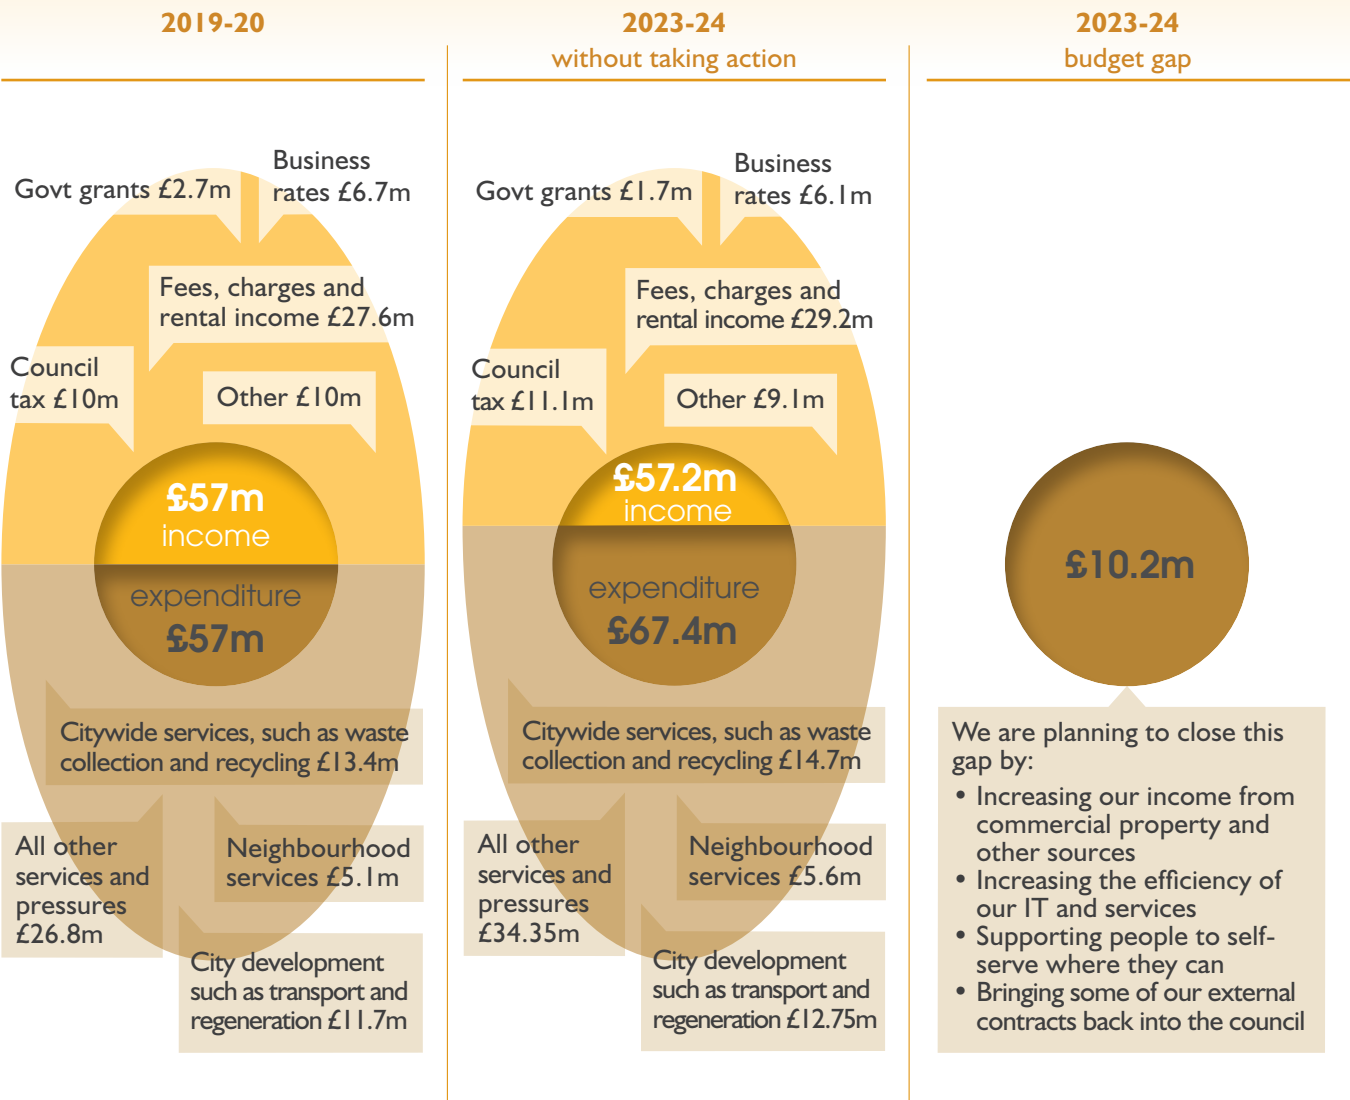 2019-20
Govt grants £2.7m
Business
rates £6.7m
Fees, charges and
rental income £27.6m
Council
tax £10m
Other £10m
£57m
income
expenditure
£57m
Citywide services, such as waste
collection and recycling £13.4m
All other
services and
pressures
£26.8m
Neighbourhood
services £5.1m
City development
such as transport and
regeneration £11.7m
2023-24
without taking action
Govt grants £1.7m
Business
rates £6.1m
Fees, charges and
rental income £29.2m
Council
tax £11.1m
Other £9.1m
£57.2m
income
expenditure
£67.4m
Citywide services, such as waste
collection and recycling £14.7m
All other
services and
pressures
£34.35m
Neighbourhood
services £5.6m
City development
such as transport and
regeneration £12.75m
2023-24
budget gap
£10.2m
We are planning to close this
gap by:
• Increasing our income from
commercial property and
other sources
• Increasing the efficiency of
our IT and services
• Supporting people to self-
serve where they can
• Bringing some of our external
contracts back into the council